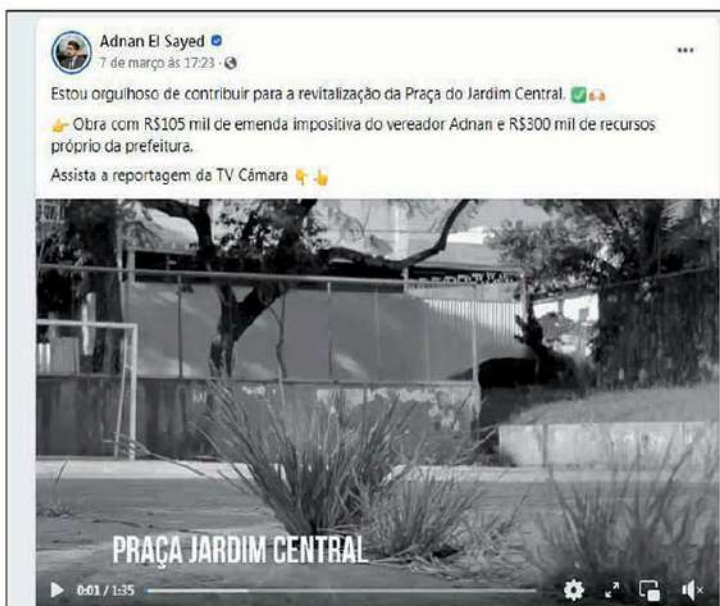 Adnan El Sayed
7 de março às 17:23 ·
Estou orgulhoso de contribuir para a revitalização da Praça do Jardim Central. ✅🙌
👉 Obra com R$105 mil de emenda impositiva do vereador Adnan e R$300 mil de recursos
próprio da prefeitura.
Assista a reportagem da TV Câmara 👇👆
PRAÇA JARDIM CENTRAL
0:01 / 1:35